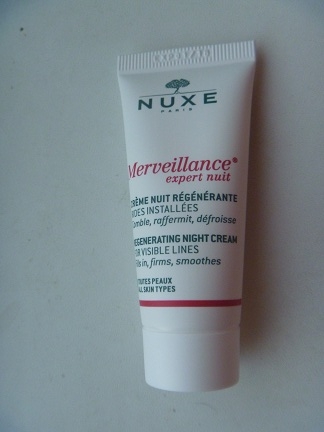 NUXE
PARIS
Merveillance®
expert nuit
CRÈME NUIT RÉGÉNÉRANTE
RIDES INSTALLÉES
Comble, raffermit, défroisse
REGENERATING NIGHT CREAM
FOR VISIBLE LINES
Fills in, firms, smoothes
TOUTES PEAUX
ALL SKIN TYPES